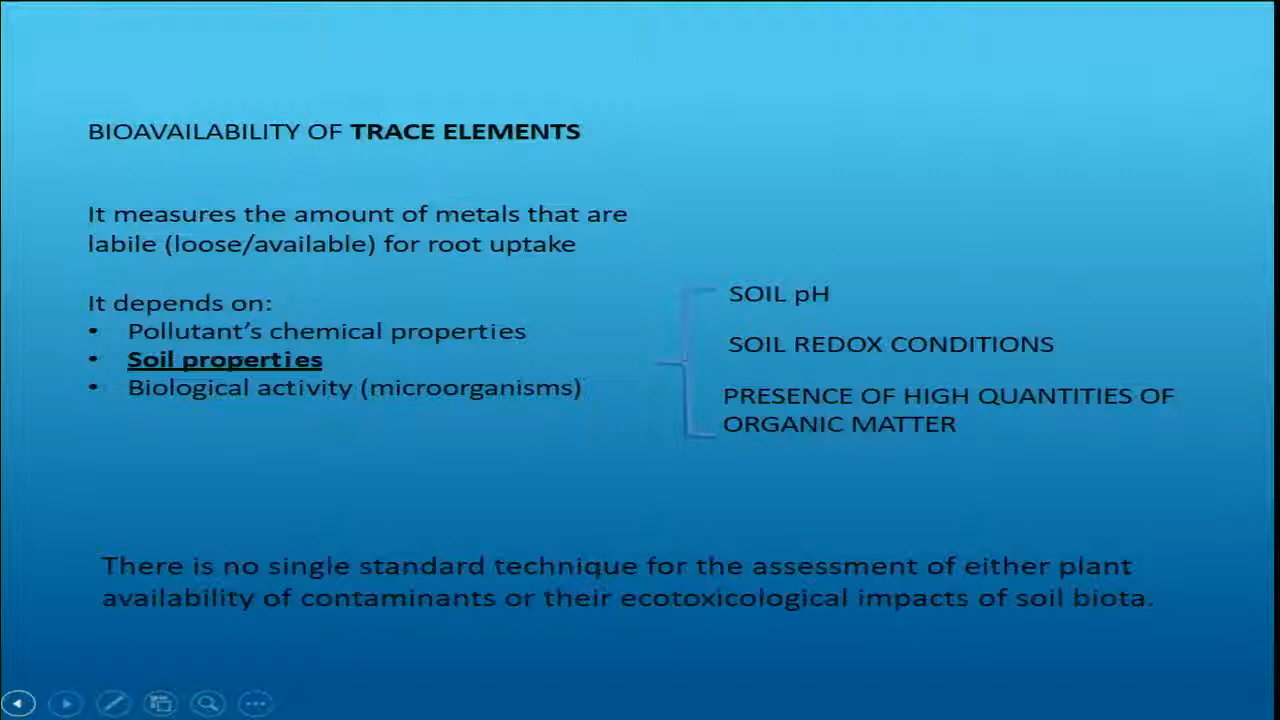 BIOAVAILABILITY OF TRACE ELEMENTS
It measures the amount of metals that are
labile (loose/available) for root uptake
It depends on:
• Pollutant's chemical properties
• Soil properties
• Biological activity (microorganisms)
SOIL pH
SOIL REDOX CONDITIONS
PRESENCE OF HIGH QUANTITIES OF
ORGANIC MATTER
There is no single standard technique for the assessment of either plant
availability of contaminants or their ecotoxicological impacts of soil biota.